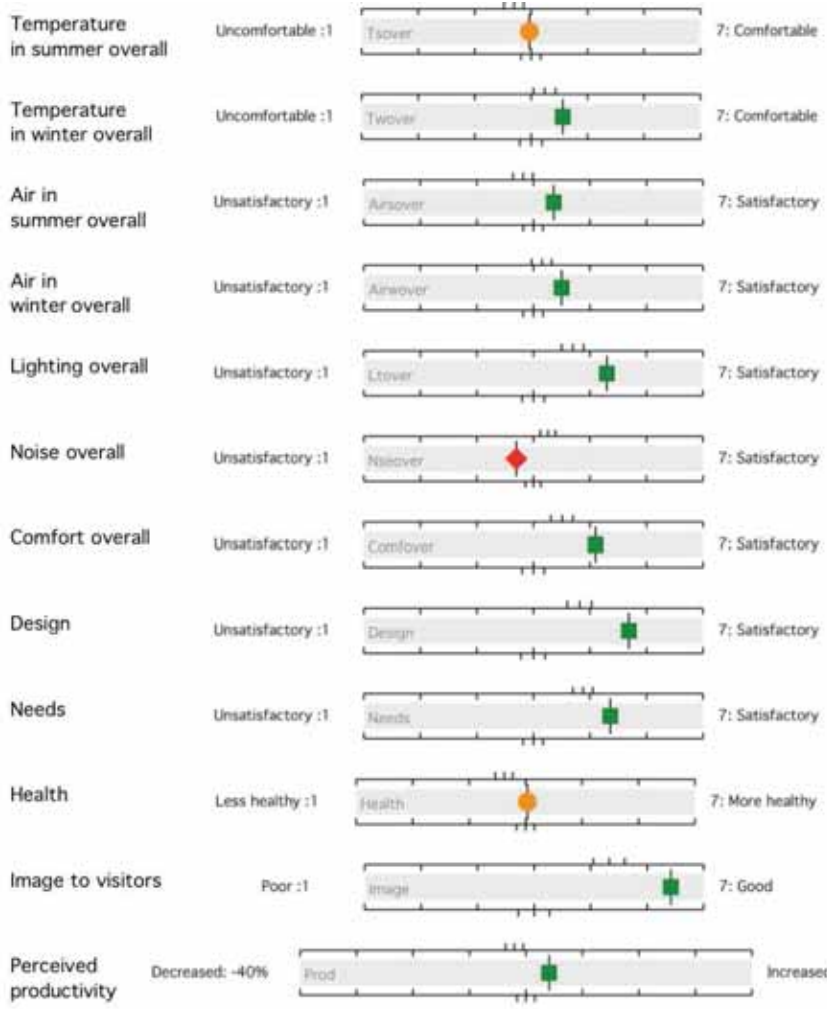 Temperature
in summer overall
Uncomfortable :1
Tsover
7: Comfortable
Temperature
in winter overall
Uncomfortable :1
Twover
7: Comfortable
Air in
summer overall
Unsatisfactory :1
Airsover
7: Satisfactory
Air in
winter overall
Unsatisfactory :1
Airwover
7: Satisfactory
Lighting overall
Unsatisfactory :1
Ltover
7: Satisfactory
Noise overall
Unsatisfactory :1
Nseover
7: Satisfactory
Comfort overall
Unsatisfactory :1
Comfover
7: Satisfactory
Design
Unsatisfactory :1
Design
7: Satisfactory
Needs
Unsatisfactory :1
Needs
7: Satisfactory
Health
Less healthy :1
Health
7: More healthy
Image to visitors
Poor :1
Image
7: Good
Perceived
productivity
Decreased: -40%
Prod
Increased